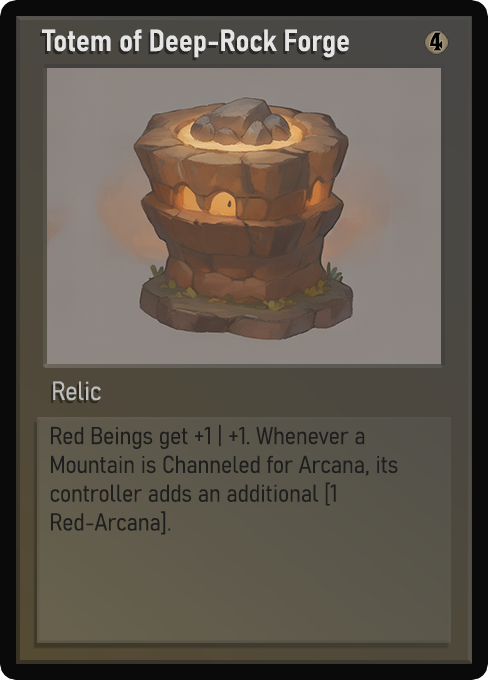 Totem of Deep-Rock Forge
4
Relic
Red Beings get +1 | +1. Whenever a
Mountain is Channeled for Arcana, its
controller adds an additional [1
Red-Arcana].